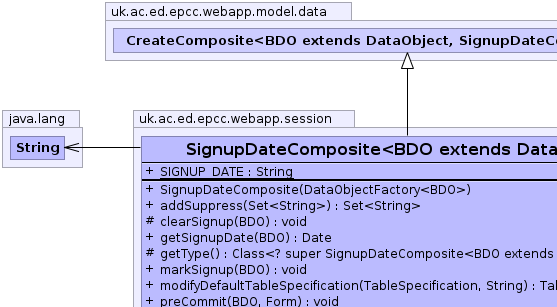 uk.ac.ed.epcc.webapp.model.data
CreateComposite<BDO extends DataObject, SignupDateCo
java.lang
String
uk.ac.ed.epcc.webapp.session
SignupDateComposite<BDO extends Data
+ SIGNUP_DATE : String
+ SignupDateComposite(DataObjectFactory<BDO>)
+ addSuppress(Set<String>) : Set<String>
# clearSignup(BDO) : void
+ getSignupDate(BDO) : Date
# getType() : Class<? super SignupDateComposite<BDO extends
+ markSignup(BDO) : void
+ modifyDefaultTableSpecification(TableSpecification, String) : Tab
+ preCommit(BDO, Form) : void